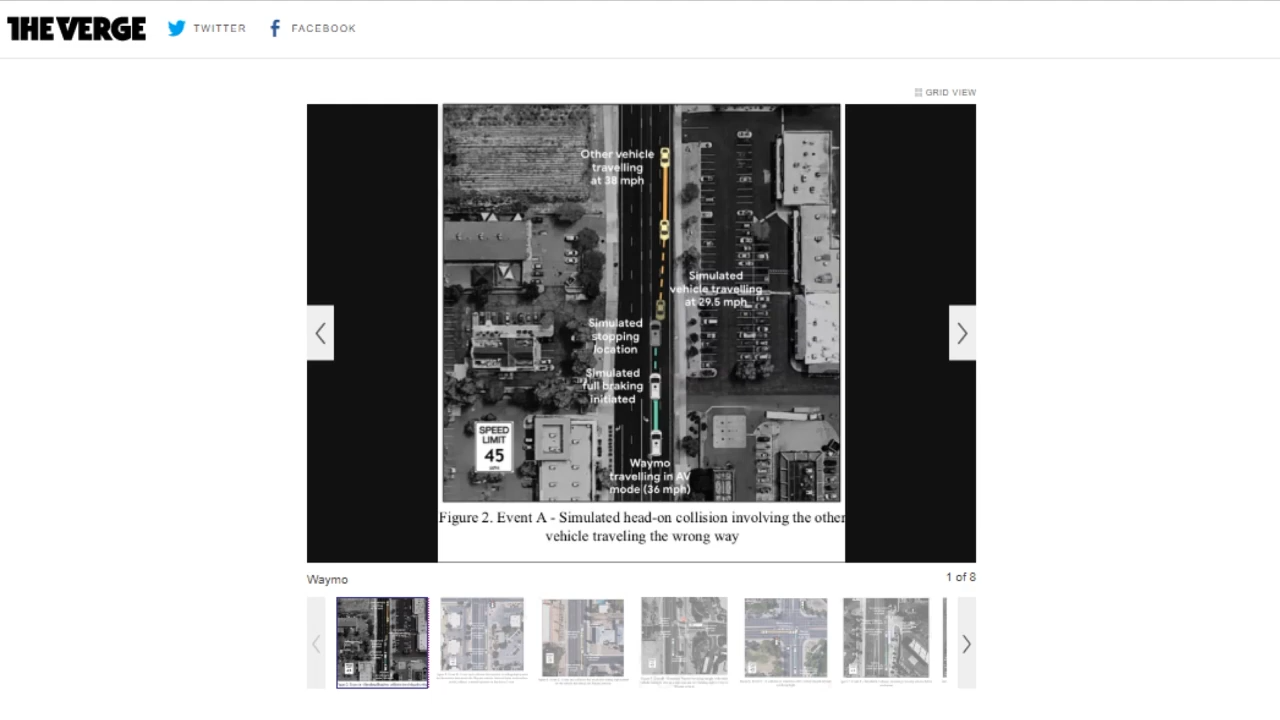 THE VERGE
TWITTER
FACEBOOK
GRID VIEW
Other vehicle
travelling
at 38 mph
Simulated
vehicle travelling
at 29.5 mph
Simulated
stopping
location
Simulated
full braking
initiated
SPEED
LIMIT
45
Waymo
travelling in AV
mode (36 mph)
Figure 2. Event A - Simulated head-on collision involving the other
vehicle traveling the wrong way
Waymo
1 of 8